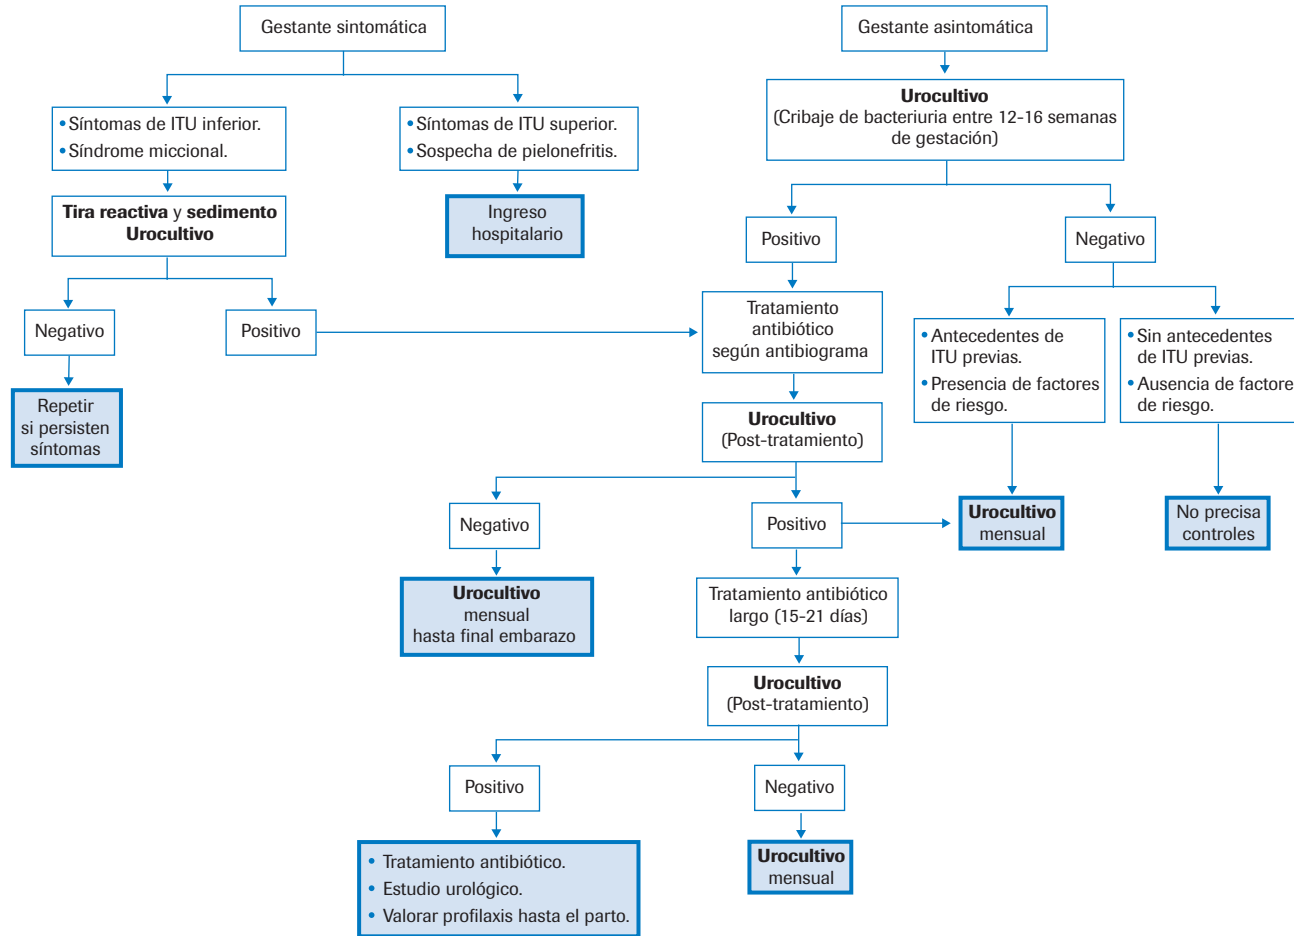 Gestante sintomática
Gestante asintomática
• Síntomas de ITU inferior.
• Síndrome miccional.
• Síntomas de ITU superior.
• Sospecha de pielonefritis.
Urocultivo
(Cribaje de bacteriuria entre 12-16 semanas
de gestación)
Tira reactiva y sedimento
Urocultivo
Ingreso
hospitalario
Positivo
Negativo
Negativo
Positivo
Tratamiento
antibiótico
según antibiograma
• Antecedentes de
ITU previas.
• Presencia de factores
de riesgo.
• Sin antecedentes
de ITU previas.
• Ausencia de factores
de riesgo.
Repetir
si persisten
síntomas
Urocultivo
(Post-tratamiento)
Negativo
Positivo
Urocultivo
mensual
No precisa
controles
Urocultivo
mensual
hasta final embarazo
Tratamiento antibiótico
largo (15-21 días)
Urocultivo
(Post-tratamiento)
Positivo
Negativo
• Tratamiento antibiótico.
• Estudio urológico.
• Valorar profilaxis hasta el parto.
Urocultivo
mensual